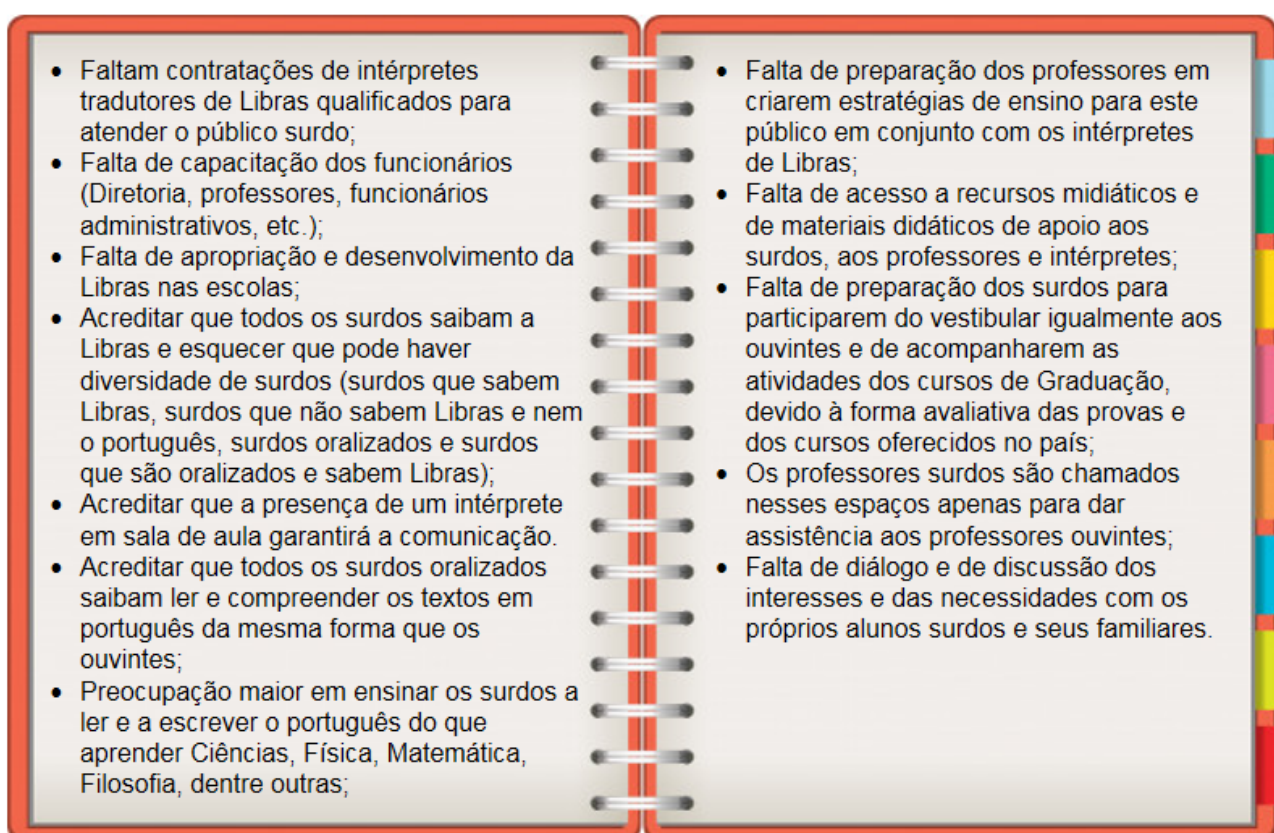 • Faltam contratações de intérpretes
tradutores de Libras qualificados para
atender o público surdo;
• Falta de capacitação dos funcionários
(Diretoria, professores, funcionários
administrativos, etc.);
• Falta de apropriação e desenvolvimento da
Libras nas escolas;
• Acreditar que todos os surdos saibam a
Libras e esquecer que pode haver
diversidade de surdos (surdos que sabem
Libras, surdos que não sabem Libras e nem
o português, surdos oralizados e surdos
que são oralizados e sabem Libras);
• Acreditar que a presença de um intérprete
em sala de aula garantirá a comunicação.
• Acreditar que todos os surdos oralizados
saibam ler e compreender os textos em
português da mesma forma que os
ouvintes;
• Preocupação maior em ensinar os surdos a
ler e a escrever o português do que
aprender Ciências, Física, Matemática,
Filosofia, dentre outras;
• Falta de preparação dos professores em
criarem estratégias de ensino para este
público em conjunto com os intérpretes
de Libras;
• Falta de acesso a recursos midiáticos e
de materiais didáticos de apoio aos
surdos, aos professores e intérpretes;
• Falta de preparação dos surdos para
participarem do vestibular igualmente aos
ouvintes e de acompanharem as
atividades dos cursos de Graduação,
devido à forma avaliativa das provas e
dos cursos oferecidos no país;
• Os professores surdos são chamados
nesses espaços apenas para dar
assistência aos professores ouvintes;
• Falta de diálogo e de discussão dos
interesses e das necessidades com os
próprios alunos surdos e seus familiares.